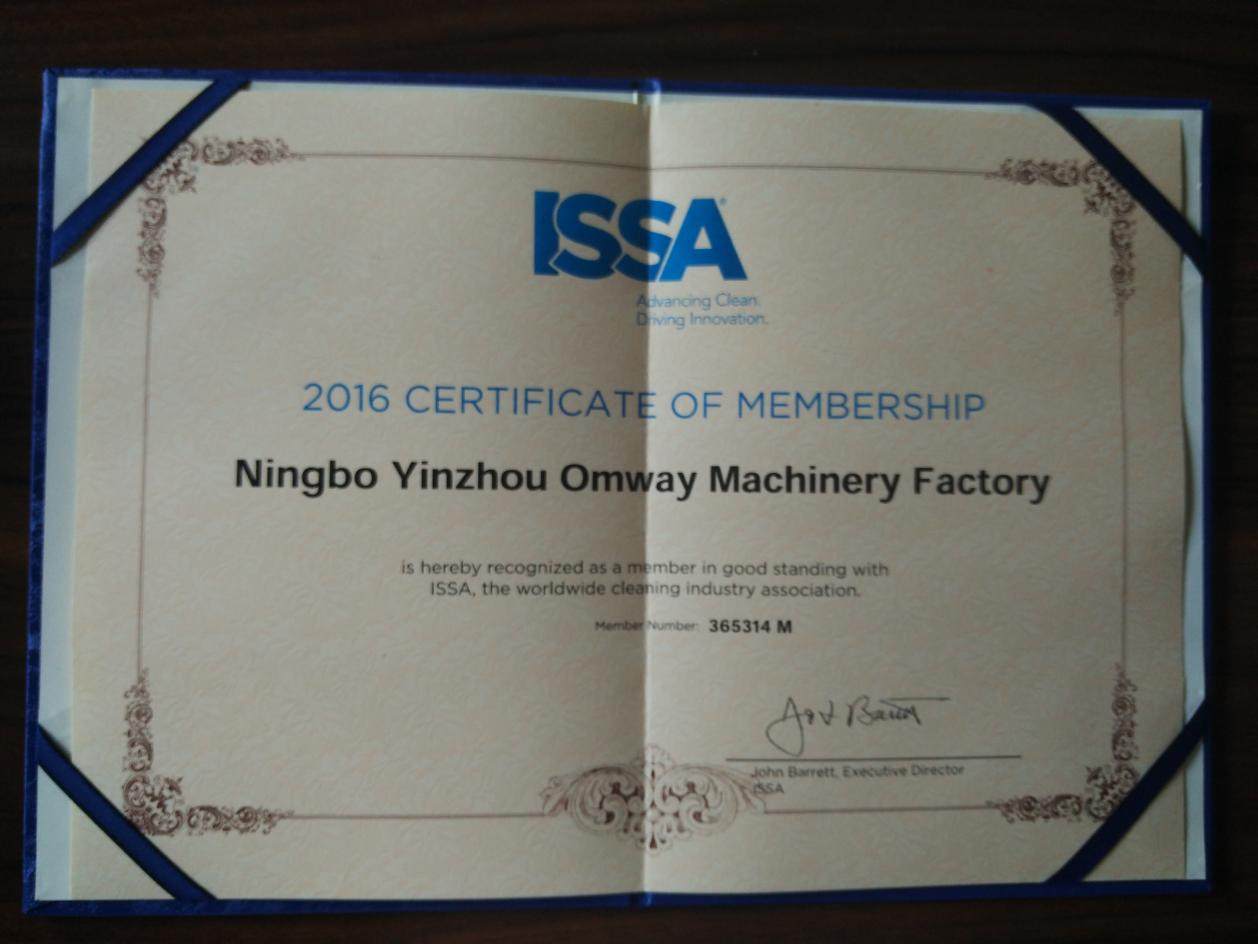 ISSA
Advancing Clean.
Driving Innovation.
2016 CERTIFICATE OF MEMBERSHIP
Ningbo Yinzhou Omway Machinery Factory
is hereby recognized as a member in good standing with
ISSA, the worldwide cleaning industry association.
Member Number: 365314 M
John Barrett, Executive Director
ISSA